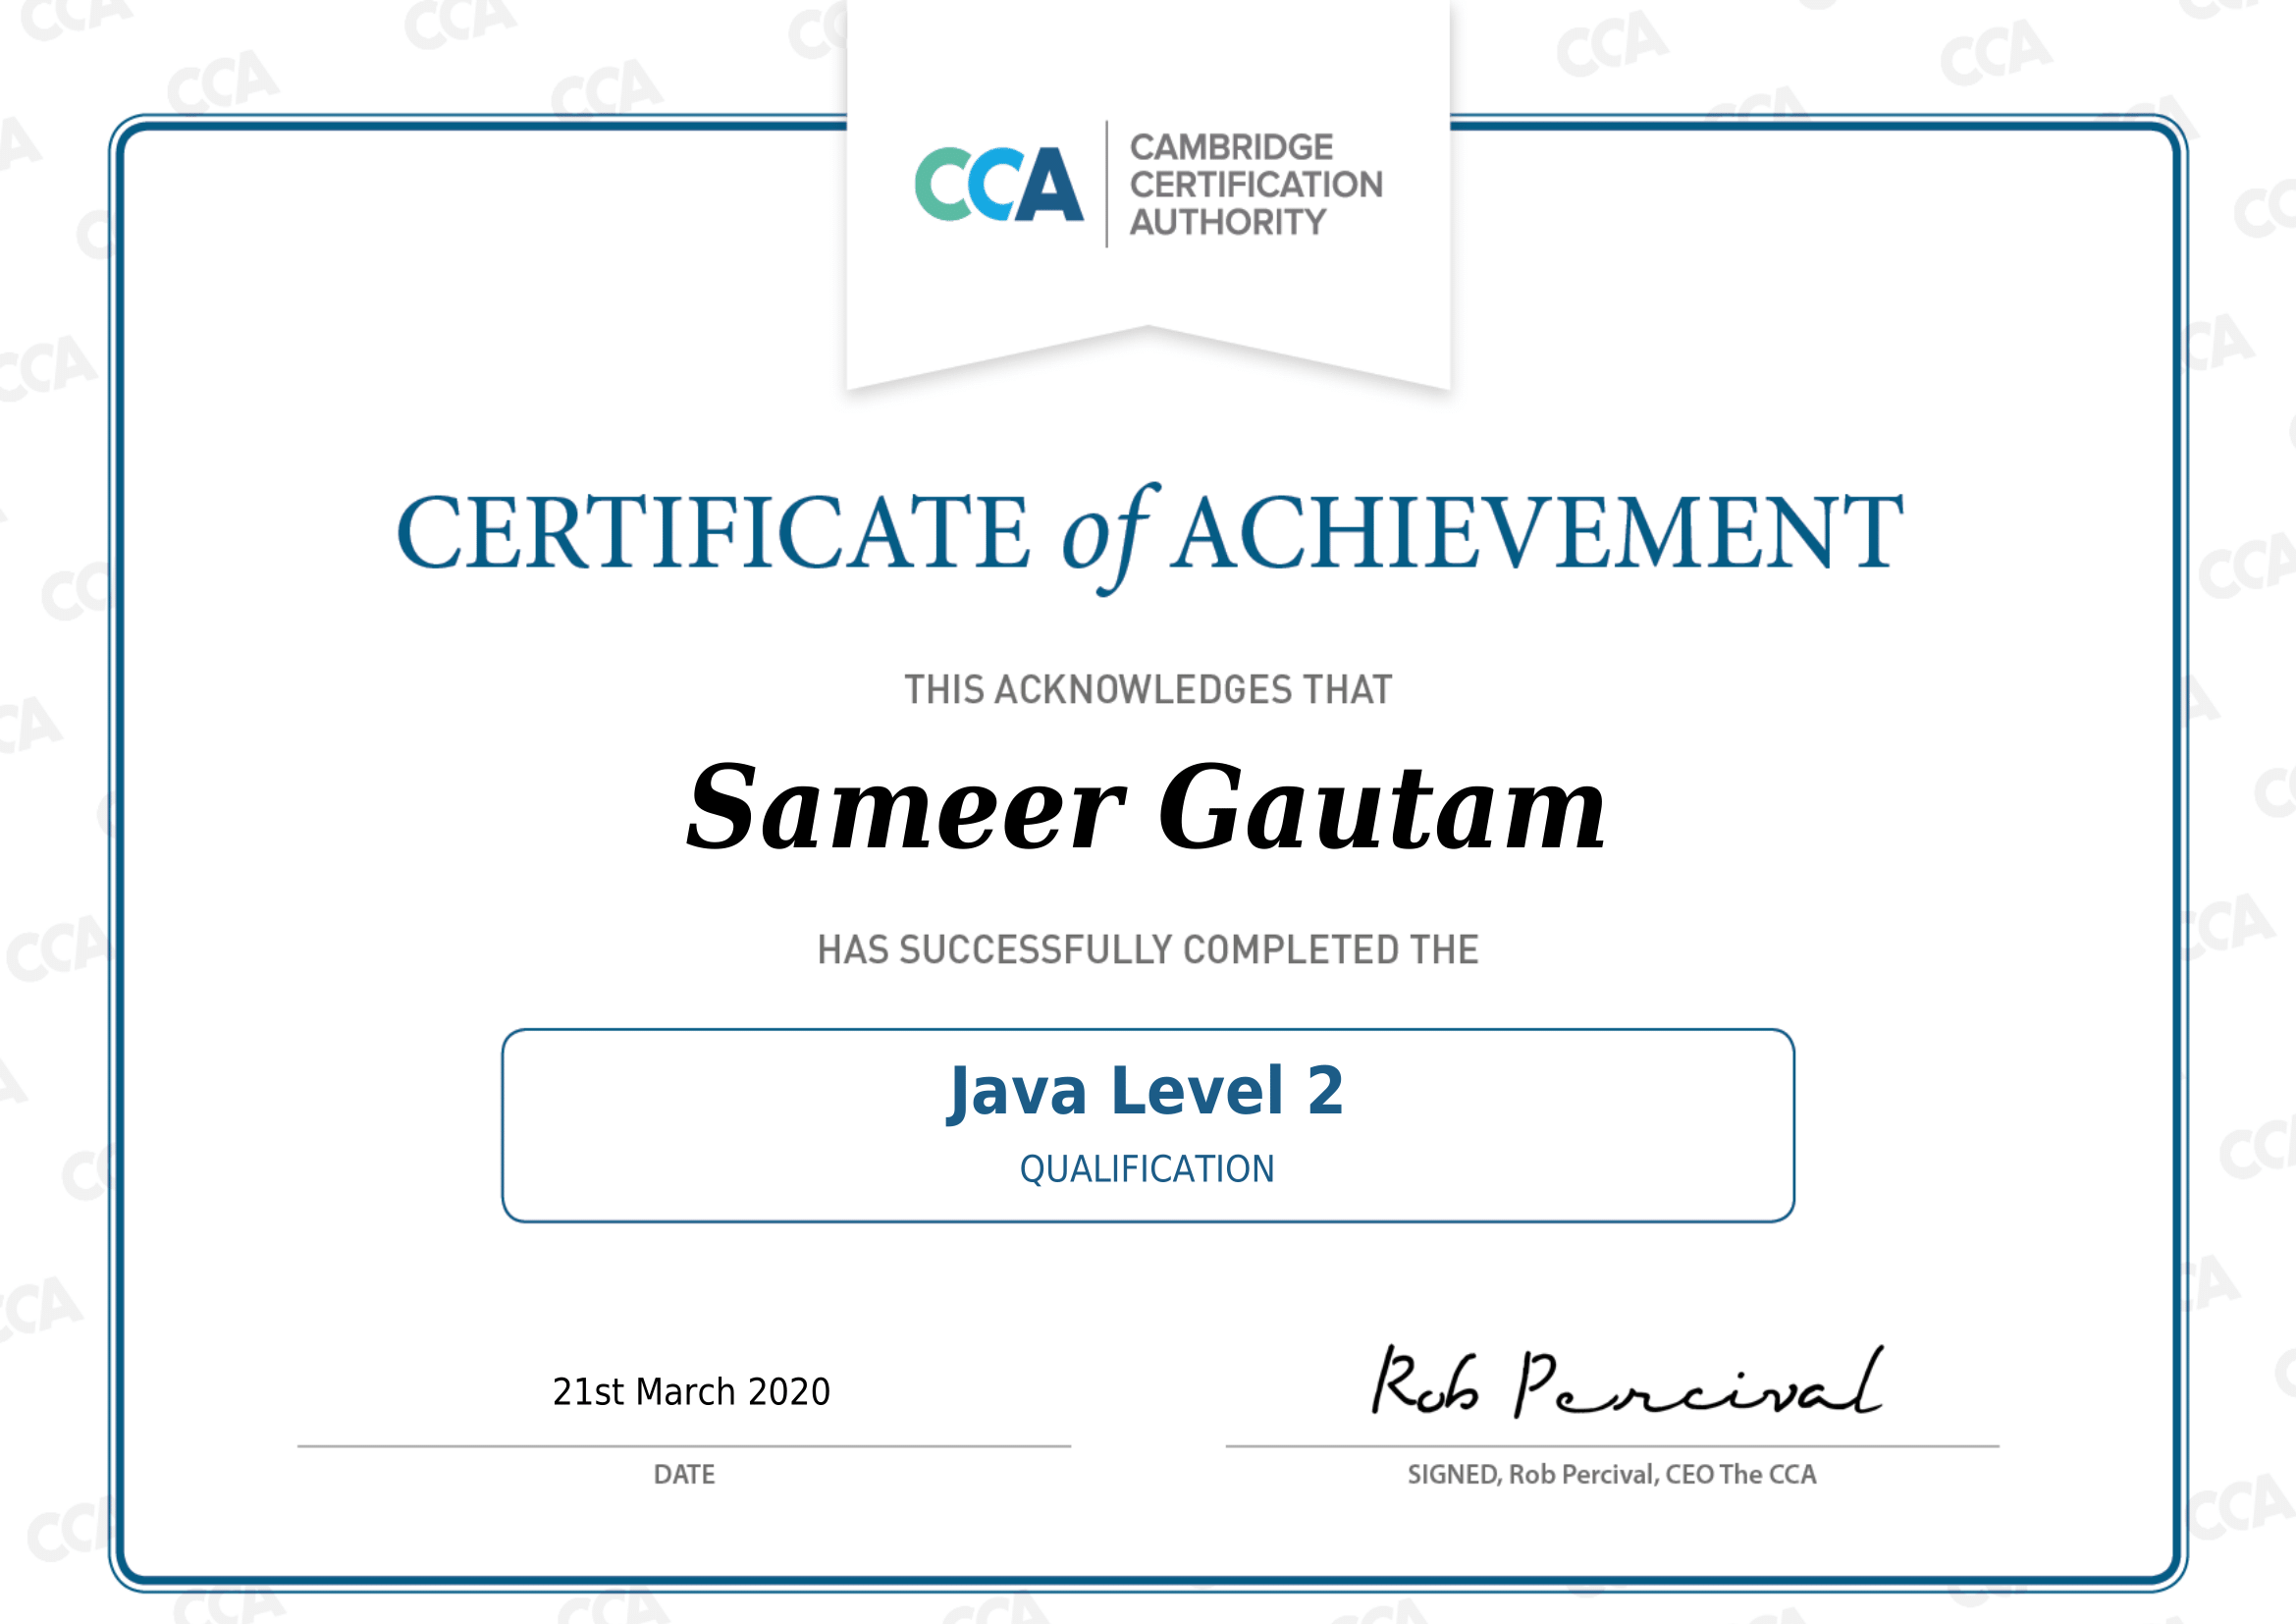 CCA
CAMBRIDGE
CERTIFICATION
AUTHORITY
CERTIFICATE of ACHIEVEMENT
THIS ACKNOWLEDGES THAT
Sameer Gautam
HAS SUCCESSFULLY COMPLETED THE
Java Level 2
QUALIFICATION
21st March 2020
DATE
Rob Percival
SIGNED, Rob Percival, CEO The CCA